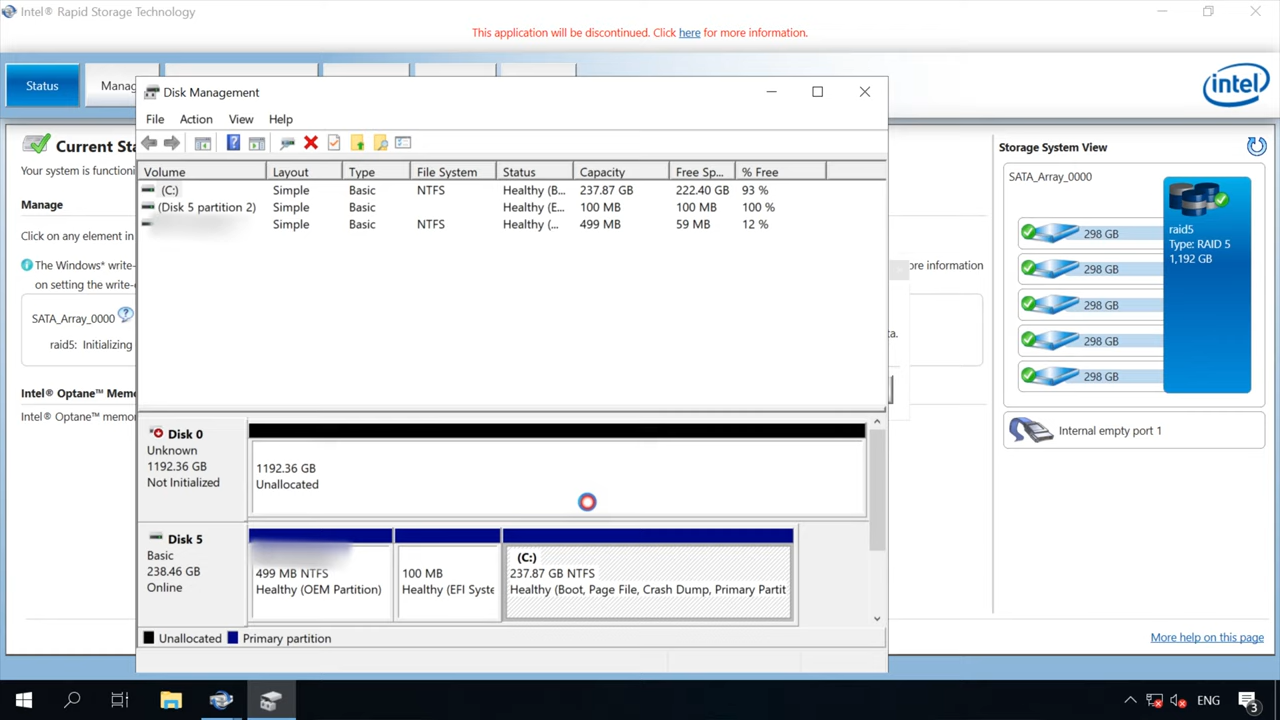 Intel® Rapid Storage Technology
This application will be discontinued. Click here for more information.
Status
Manag
intel
Disk Management
File Action View Help
Volume Layout Type File System Status Capacity Free Sp... % Free
(C:) Simple Basic NTFS Healthy (B... 237.87 GB 222.40 GB 93 %
(Disk 5 partition 2) Simple Basic Healthy (E... 100 MB 100 MB 100 %
Simple Basic NTFS Healthy (... 499 MB 59 MB 12 %
Current Sta
Your system is function
Manage
Click on any element in
The Windows* write-
on setting the write-c
SATA_Array_0000
raid5: Initializing
Intel® Optane™ Mem
Intel® Optane™ memor
ore information
a.
Disk 0
Unknown
1192.36 GB
Not Initialized
1192.36 GB
Unallocated
Disk 5
Basic
238.46 GB
Online
499 MB NTFS
Healthy (OEM Partition)
100 MB
Healthy (EFI Syste
(C:)
237.87 GB NTFS
Healthy (Boot, Page File, Crash Dump, Primary Partit
Unallocated Primary partition
Storage System View
SATA_Array_0000
298 GB
298 GB
298 GB
298 GB
298 GB
raid5
Type: RAID 5
1,192 GB
Internal empty port 1
More help on this page
ENG
3